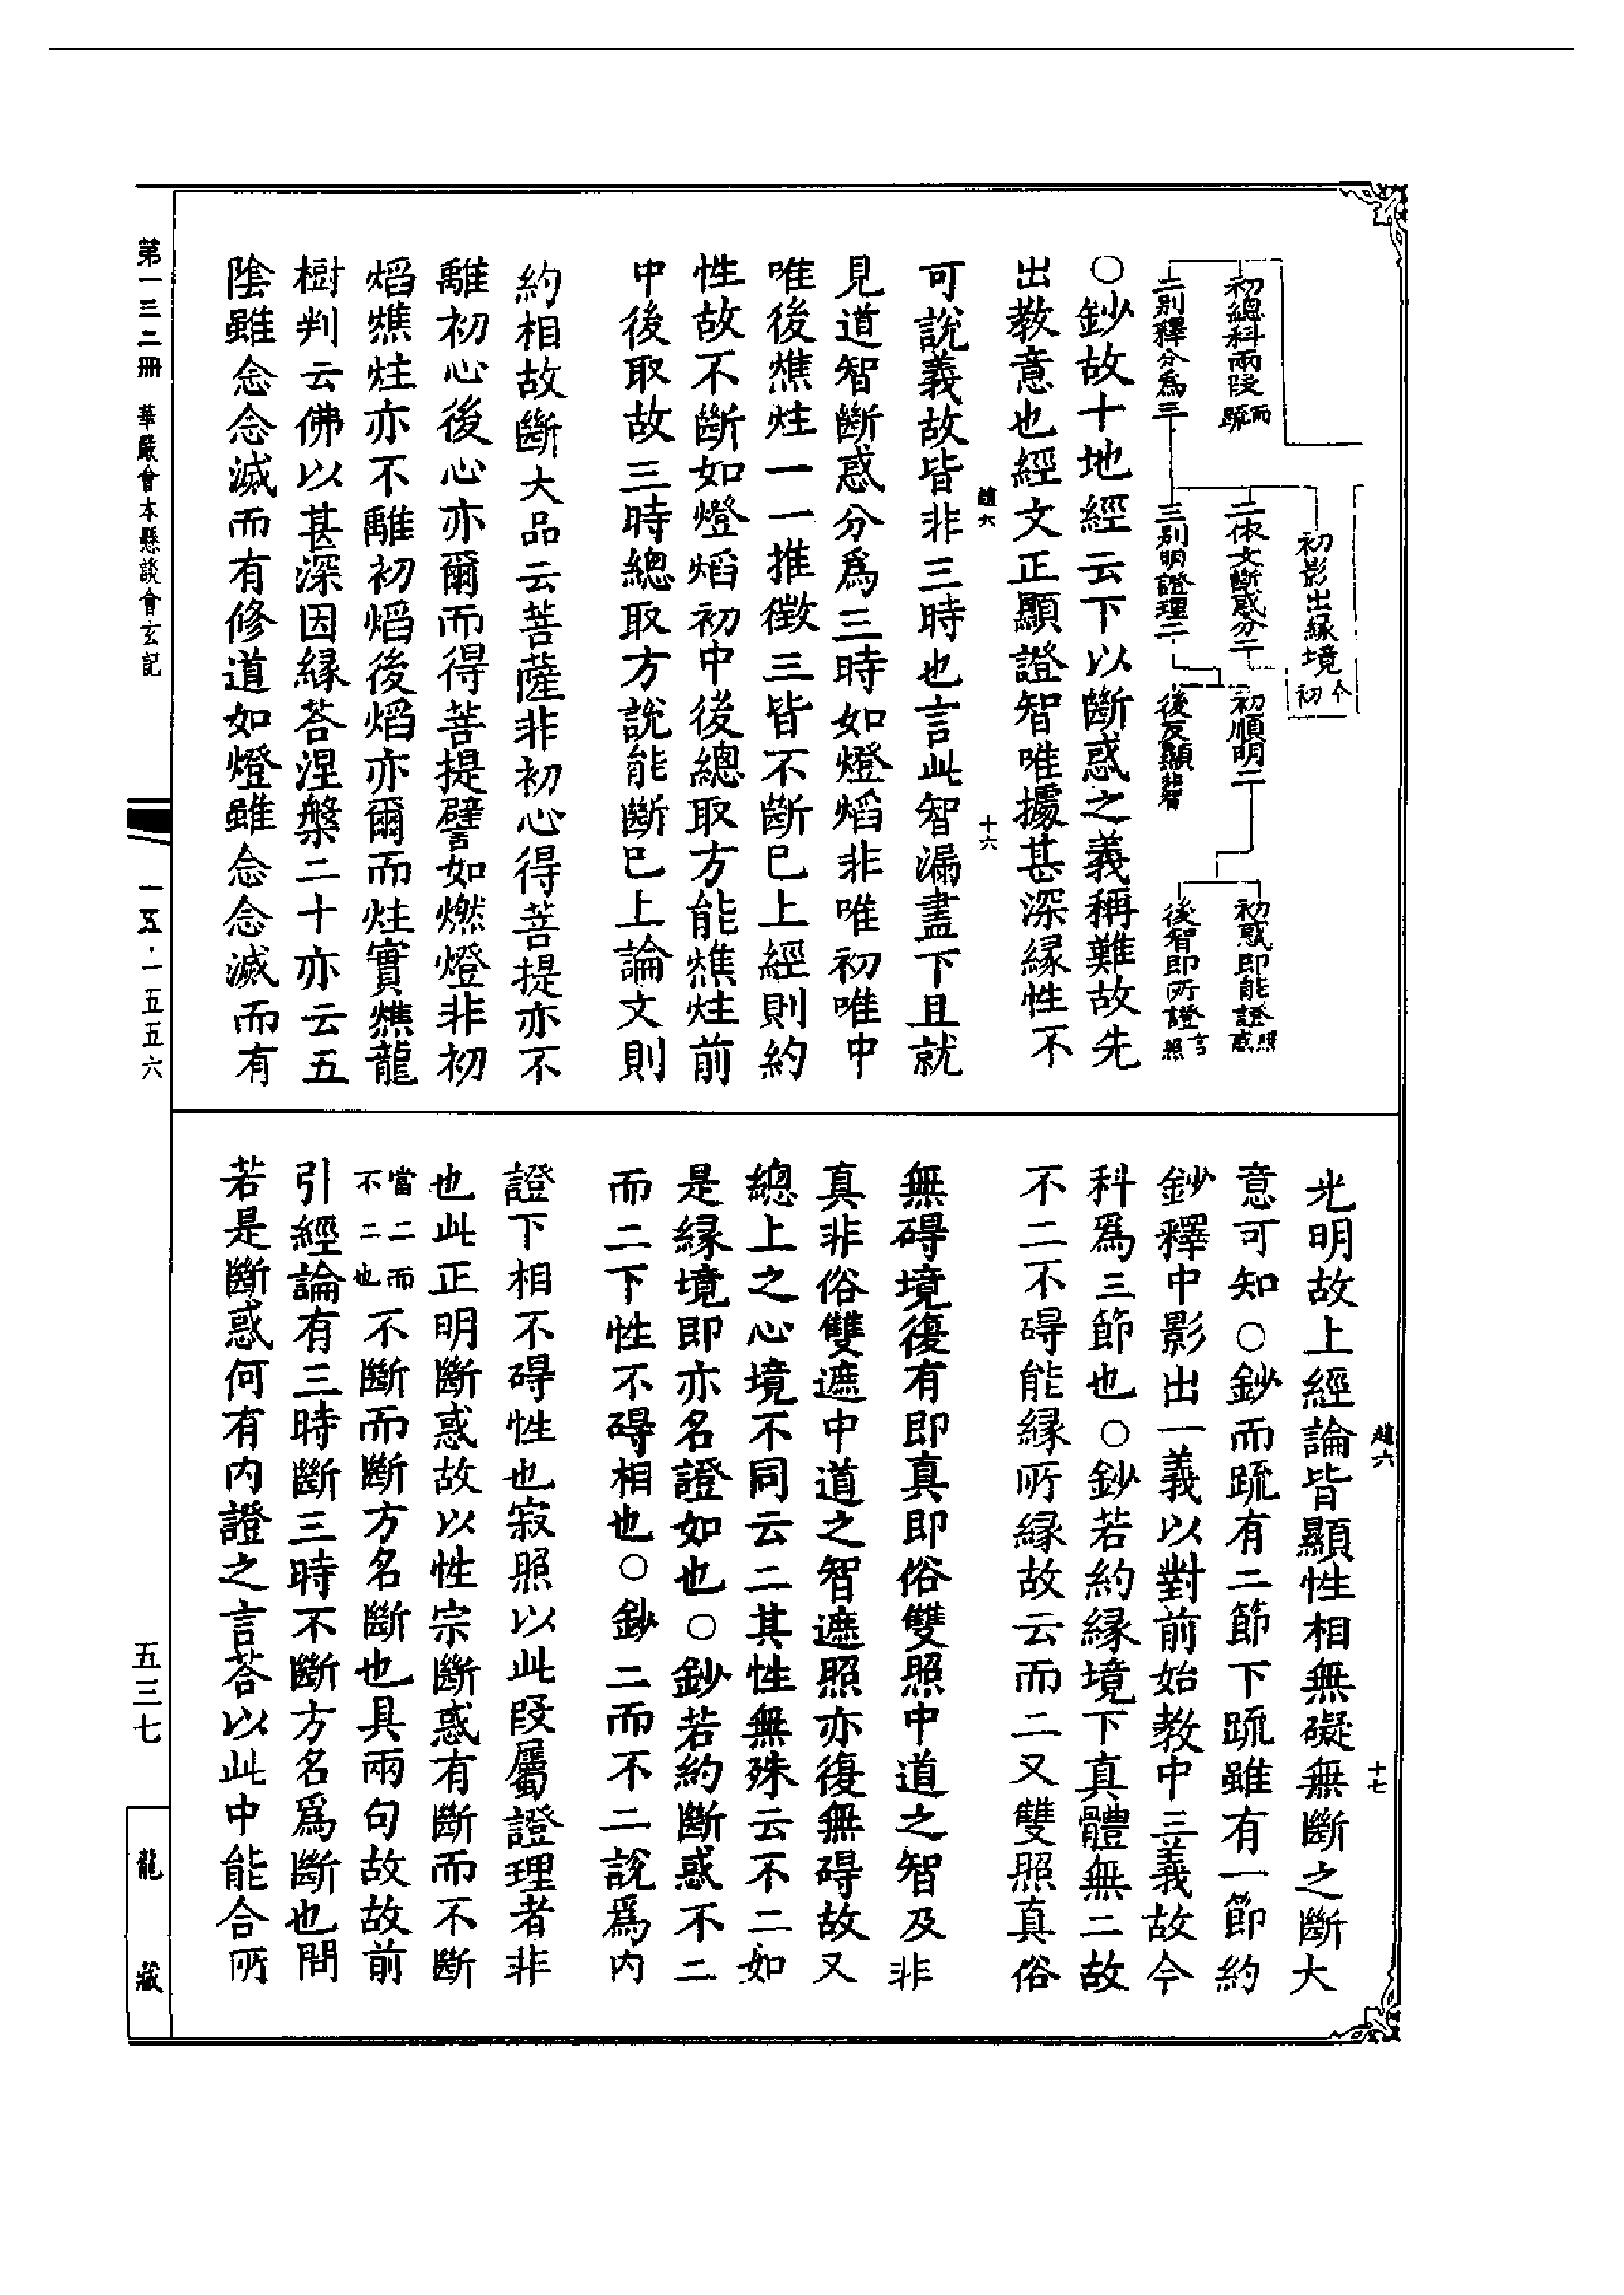 初總科兩段
而疏
二別釋分爲三
初影出緣境
今初
二依文斷惑分二
三別明證理二
初順明二
後反顯非智
初惑即能證
照惑
後智即所證
言照
○鈔故十地經云下以斷惑之義稱難故先
出教意也經文正顯證智唯據甚深緣性不
可說義故皆非三時也言此智漏盡下且就
見道智斷惑分爲三時如燈熖非唯初唯中
唯後燋炷一一推徵三皆不斷巳上經則約
性故不斷如燈熖初中後總取方能燋炷前
中後取故三時總取方說能斷巳上論文則
約相故斷大品云菩薩非初心得菩提亦不
離初心後心亦爾而得菩提譬如燃燈非初
熖燋炷亦不離初熖後熖亦爾而炷實燋龍
樹判云佛以甚深因緣荅涅槃二十亦云五
陰雖念念滅而有修道如燈雖念念滅而有
趙六
十六
光明故上經論皆顯性相無礙無斷之斷大
意可知○鈔而疏有二節下疏雖有一節約
鈔釋中影出一義以對前始教中三義故今
科爲三節也○鈔若約緣境下真體無二故
不二不碍能緣所緣故云而二又雙照真俗
無碍境復有即真即俗雙照中道之智及非
真非俗雙遮中道之智遮照亦復無碍故又
總上之心境不同云二其性無殊云不二如
是緣境即亦名證如也○鈔若約斷惑不二
而二下性不碍相也○鈔二而不二說爲內
證下相不碍性也寂照以此段屬證理者非
也此正明斷惑故以性宗斷惑有斷而不斷
當二而不二也不斷而斷方名斷也具兩句故故前
引經論有三時斷三時不斷方名爲斷也問
若是斷惑何有內證之言荅以此中能合所
趙六
十七
第一三二冊 華嚴會本懸談會玄記
一五·一五五六
五三七
龍藏